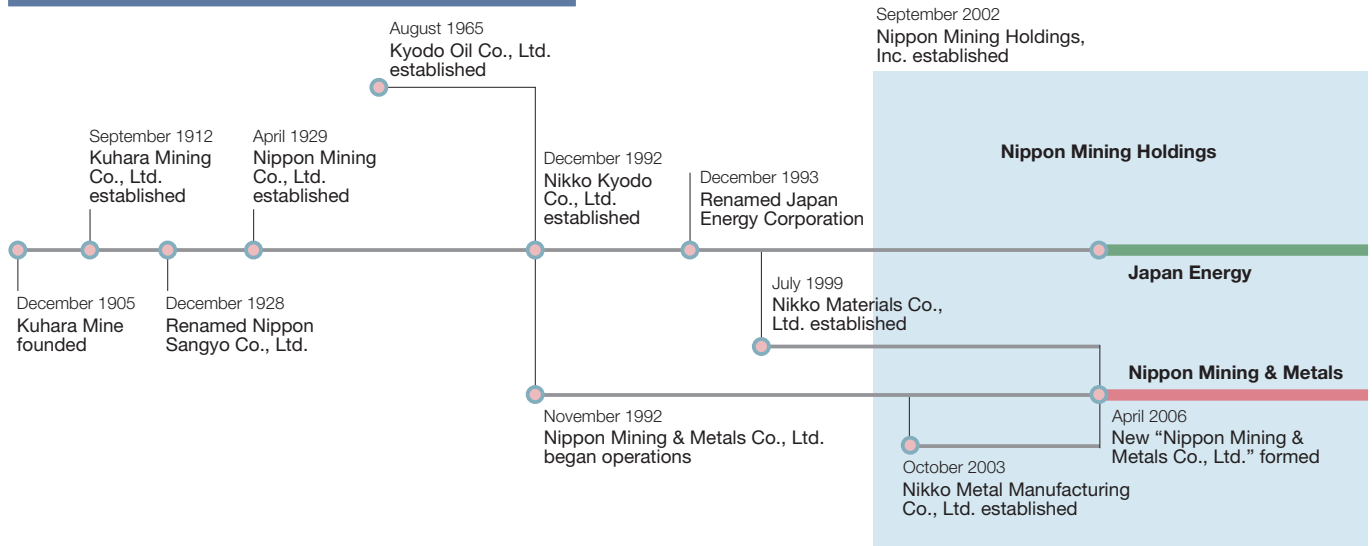 August 1965
Kyodo Oil Co., Ltd.
established
September 2002
Nippon Mining Holdings,
Inc. established
September 1912
Kuhara Mining
Co., Ltd.
established
April 1929
Nippon Mining
Co., Ltd.
established
December 1992
Nikko Kyodo
Co., Ltd.
established
December 1993
Renamed Japan
Energy Corporation
Nippon Mining Holdings
December 1905
Kuhara Mine
founded
December 1928
Renamed Nippon
Sangyo Co., Ltd.
July 1999
Nikko Materials Co.,
Ltd. established
Japan Energy
Nippon Mining & Metals
November 1992
Nippon Mining & Metals Co., Ltd.
began operations
October 2003
Nikko Metal Manufacturing
Co., Ltd. established
April 2006
New “Nippon Mining &
Metals Co., Ltd.” formed